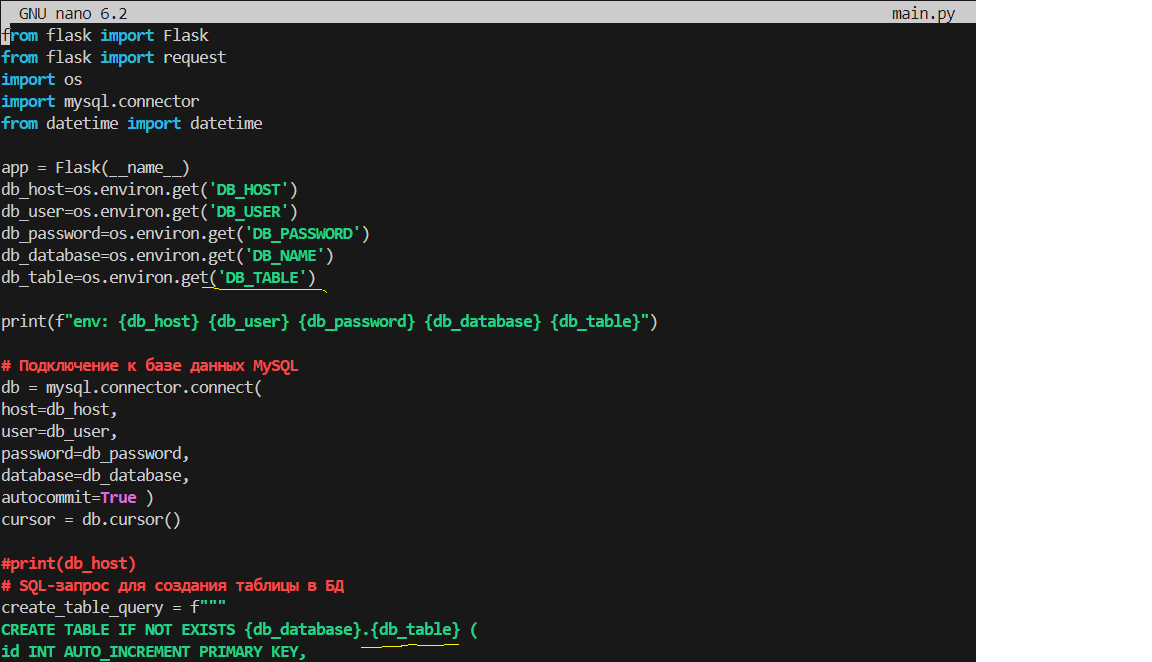 GNU nano 6.2 main.py
from flask import Flask
from flask import request
import os
import mysql.connector
from datetime import datetime
app = Flask(__name__)
db_host=os.environ.get('DB_HOST')
db_user=os.environ.get('DB_USER')
db_password=os.environ.get('DB_PASSWORD')
db_database=os.environ.get('DB_NAME')
db_table=os.environ.get('DB_TABLE')
print(f"env: {db_host} {db_user} {db_password} {db_database} {db_table}")
# Подключение к базе данных MySQL
db = mysql.connector.connect(
host=db_host,
user=db_user,
password=db_password,
database=db_database,
autocommit=True )
cursor = db.cursor()
#print(db_host)
# SQL-запрос для создания таблицы в БД
create_table_query = f"""
CREATE TABLE IF NOT EXISTS {db_database}.{db_table} (
id INT AUTO_INCREMENT PRIMARY KEY,